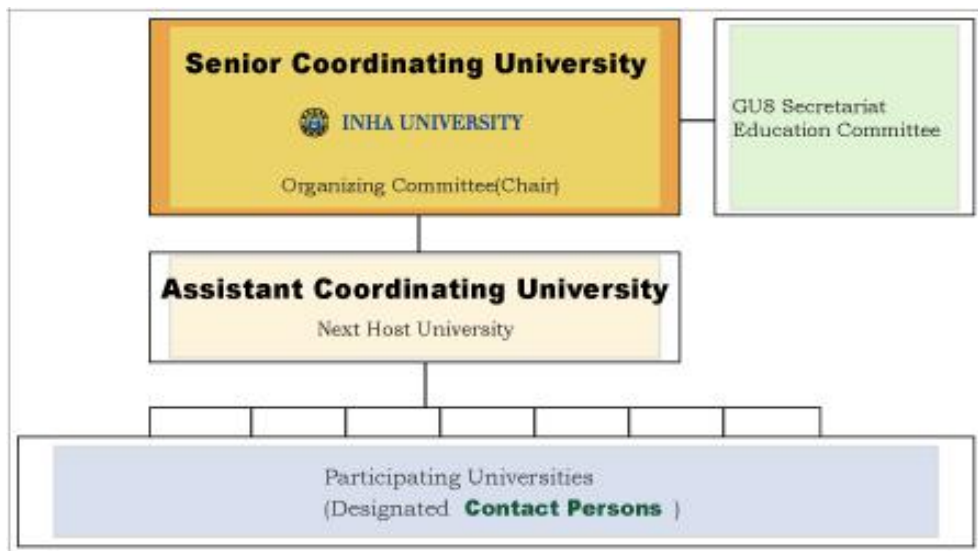 Senior Coordinating University
INHA UNIVERSITY
Organizing Committee(Chair)
GU8 Secretariat
Education Committee
Assistant Coordinating University
Next Host University
Participating Universities
(Designated Contact Persons )